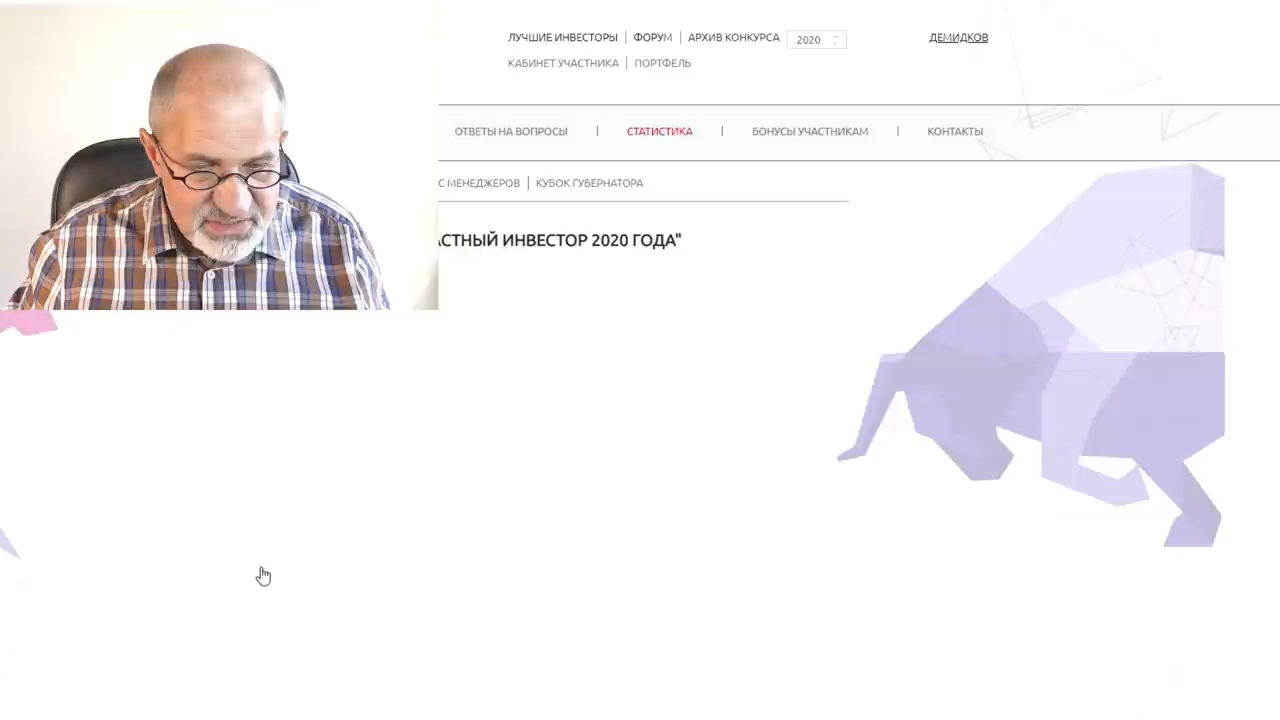 ЛУЧШИЕ ИНВЕСТОРЫ | ФОРУМ | АРХИВ КОНКУРСА 2020 ДЕМИДКОВ
КАБИНЕТ УЧАСТНИКА | ПОРТФЕЛЬ
ОТВЕТЫ НА ВОПРОСЫ | СТАТИСТИКА | БОНУСЫ УЧАСТНИКАМ | КОНТАКТЫ
С МЕНЕДЖЕРОВ | КУБОК ГУБЕРНАТОРА
АСТНЫЙ ИНВЕСТОР 2020 ГОДА"